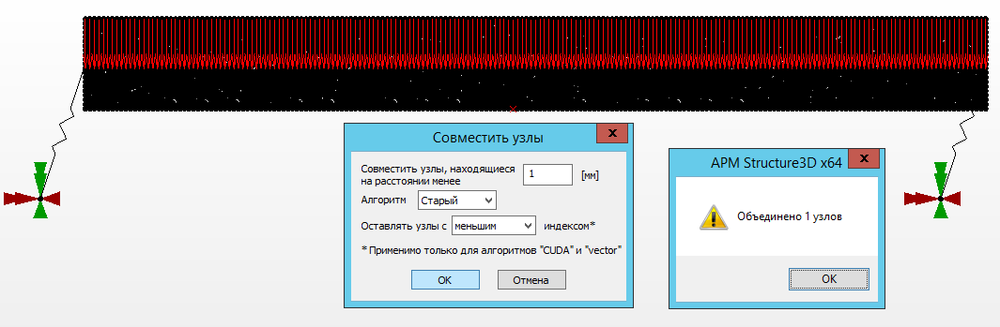 Совместить узлы
x
Совместить узлы, находящиеся
на расстоянии менее
1
[мм]
Алгоритм
Старый
Оставлять узлы с
меньшим
индексом*
* Применимо только для алгоритмов "CUDA" и "vector"
OK
Отмена
APM Structure3D x64
x
Объединено 1 узлов
OK